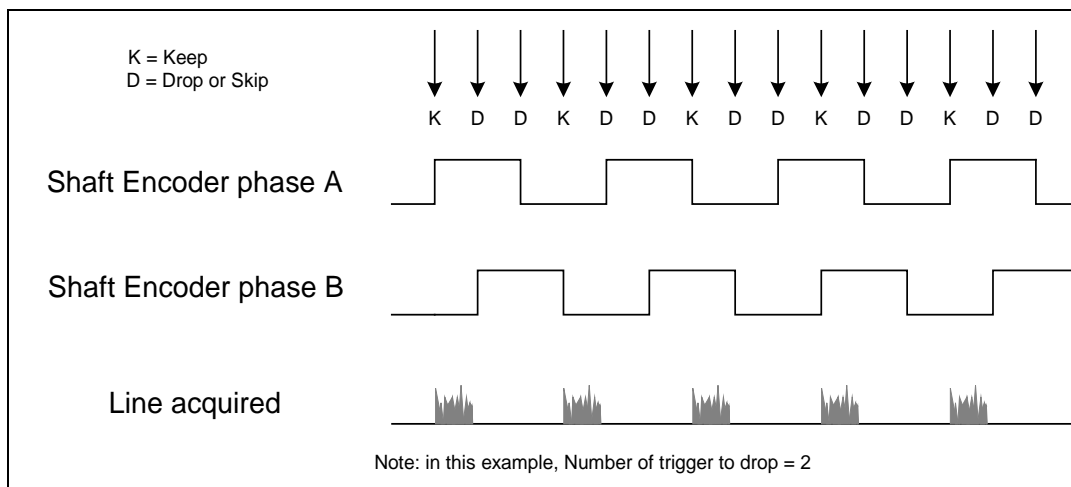 K = Keep
D = Drop or Skip
K D D K D D K D D K D D K D D
Shaft Encoder phase A
Shaft Encoder phase B
Line acquired
Note: in this example, Number of trigger to drop = 2